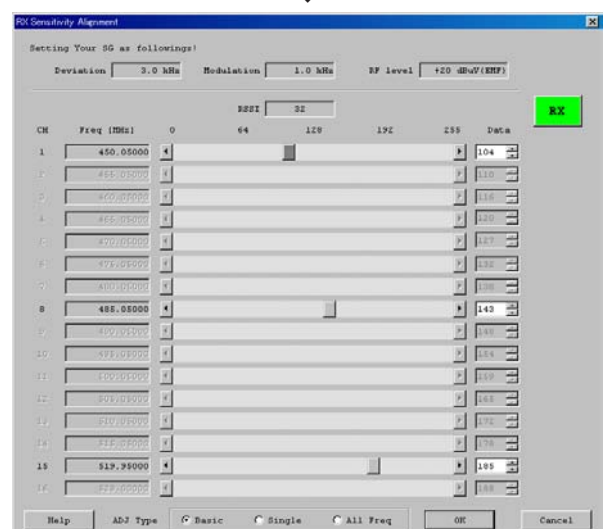 RX Sensitivity Alignment
Setting Your SG as followings!
Deviation 3.0 kHz Modulation 1.0 kHz RF level +20 dBuV(EMF)
RSSI 32
RX
CH Freq [MHz] 0 64 128 192 255 Data
1 450.05000 104
2 455.05000 110
3 460.05000 116
4 465.05000 120
5 470.05000 127
6 475.05000 132
7 480.05000 138
8 485.05000 143
9 490.05000 148
10 495.05000 154
11 500.05000 159
12 505.05000 165
13 510.05000 172
14 515.05000 178
15 519.95000 185
16
Help ADJ Type Basic Single All Freq OK Cancel